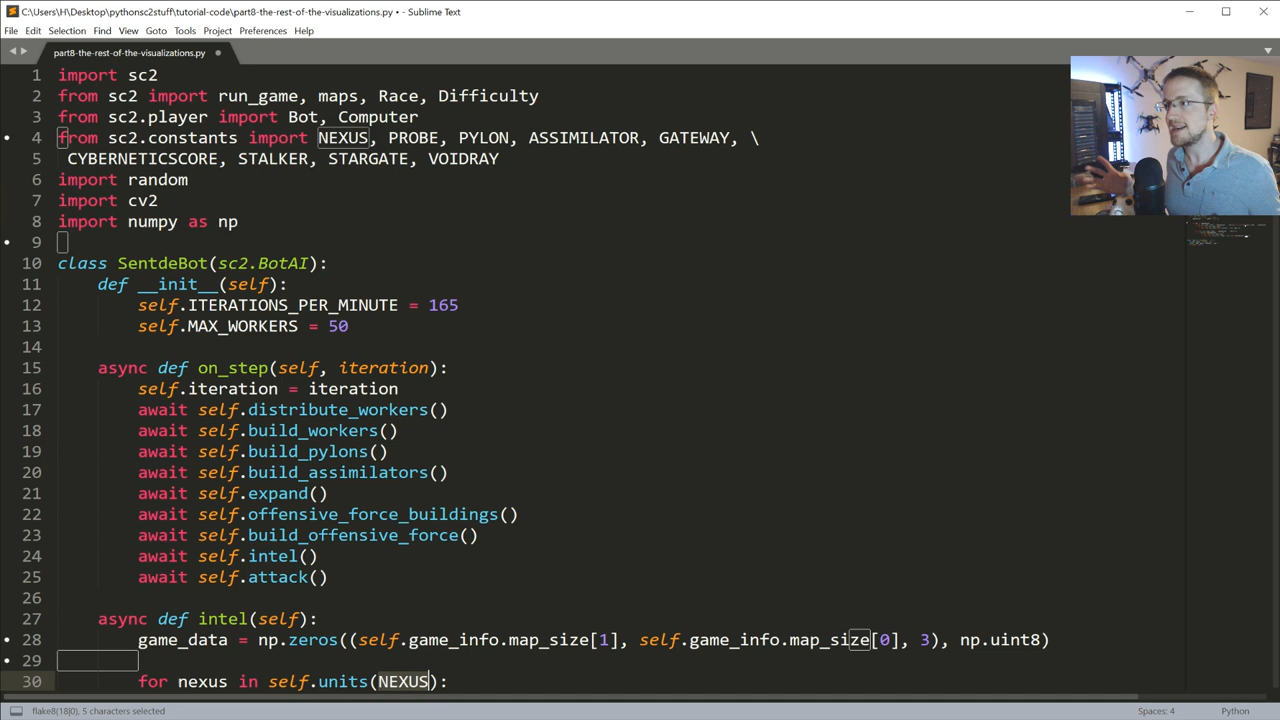 C:\Users\H\Desktop\pythonsc2stuff\tutorial-code\part8-the-rest-of-the-visualizations.py • - Sublime Text
File Edit Selection Find View Goto Tools Project Preferences Help
part8-the-rest-of-the-visualizations.py
1 import sc2
2 from sc2 import run_game, maps, Race, Difficulty
3 from sc2.player import Bot, Computer
4 from sc2.constants import NEXUS, PROBE, PYLON, ASSIMILATOR, GATEWAY, \
5 CYBERNETICSCORE, STALKER, STARGATE, VOIDRAY
6 import random
7 import cv2
8 import numpy as np
9
10 class SentdeBot(sc2.BotAI):
11 def __init__(self):
12 self.ITERATIONS_PER_MINUTE = 165
13 self.MAX_WORKERS = 50
14
15 async def on_step(self, iteration):
16 self.iteration = iteration
17 await self.distribute_workers()
18 await self.build_workers()
19 await self.build_pylons()
20 await self.build_assimilators()
21 await self.expand()
22 await self.offensive_force_buildings()
23 await self.build_offensive_force()
24 await self.intel()
25 await self.attack()
26
27 async def intel(self):
28 game_data = np.zeros((self.game_info.map_size[1], self.game_info.map_size[0], 3), np.uint8)
29
30 for nexus in self.units(NEXUS):
flake8(18|0), 5 characters selected Spaces: 4 Python